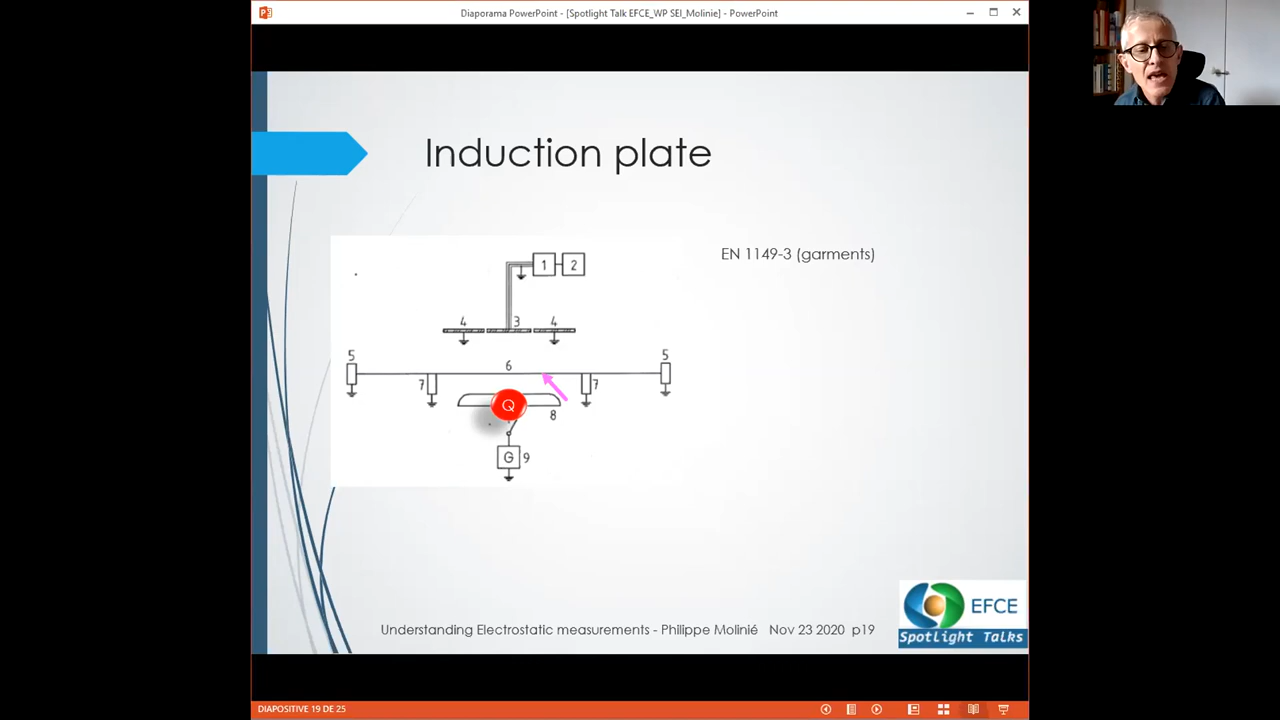 Diaporama PowerPoint - [Spotlight Talk EFCE_WP SEI_Molinie] - PowerPoint
Induction plate
EN 1149-3 (garments)
1 2
4 3 4
5 6 5
7 7
Q
8
G 9
EFCE
Spotlight Talks
Understanding Electrostatic measurements - Philippe Molinié Nov 23 2020 p19
DIAPOSITIVE 19 DE 25